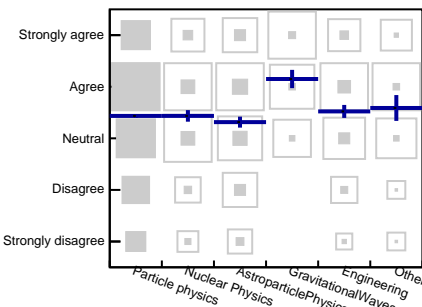 Strongly agree
Agree
Neutral
Disagree
Strongly disagree
Particle physics
Nuclear Physics
AstroparticlePhysics
GravitationalWaves
Engineering
Other